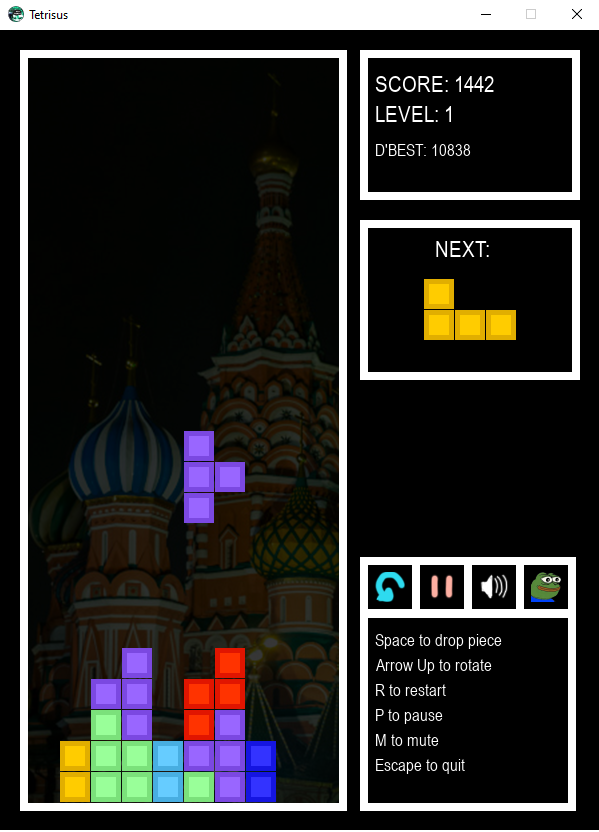 Tetrisus
SCORE: 1442
LEVEL: 1
D'BEST: 10838
NEXT:
Space to drop piece
Arrow Up to rotate
R to restart
P to pause
M to mute
Escape to quit